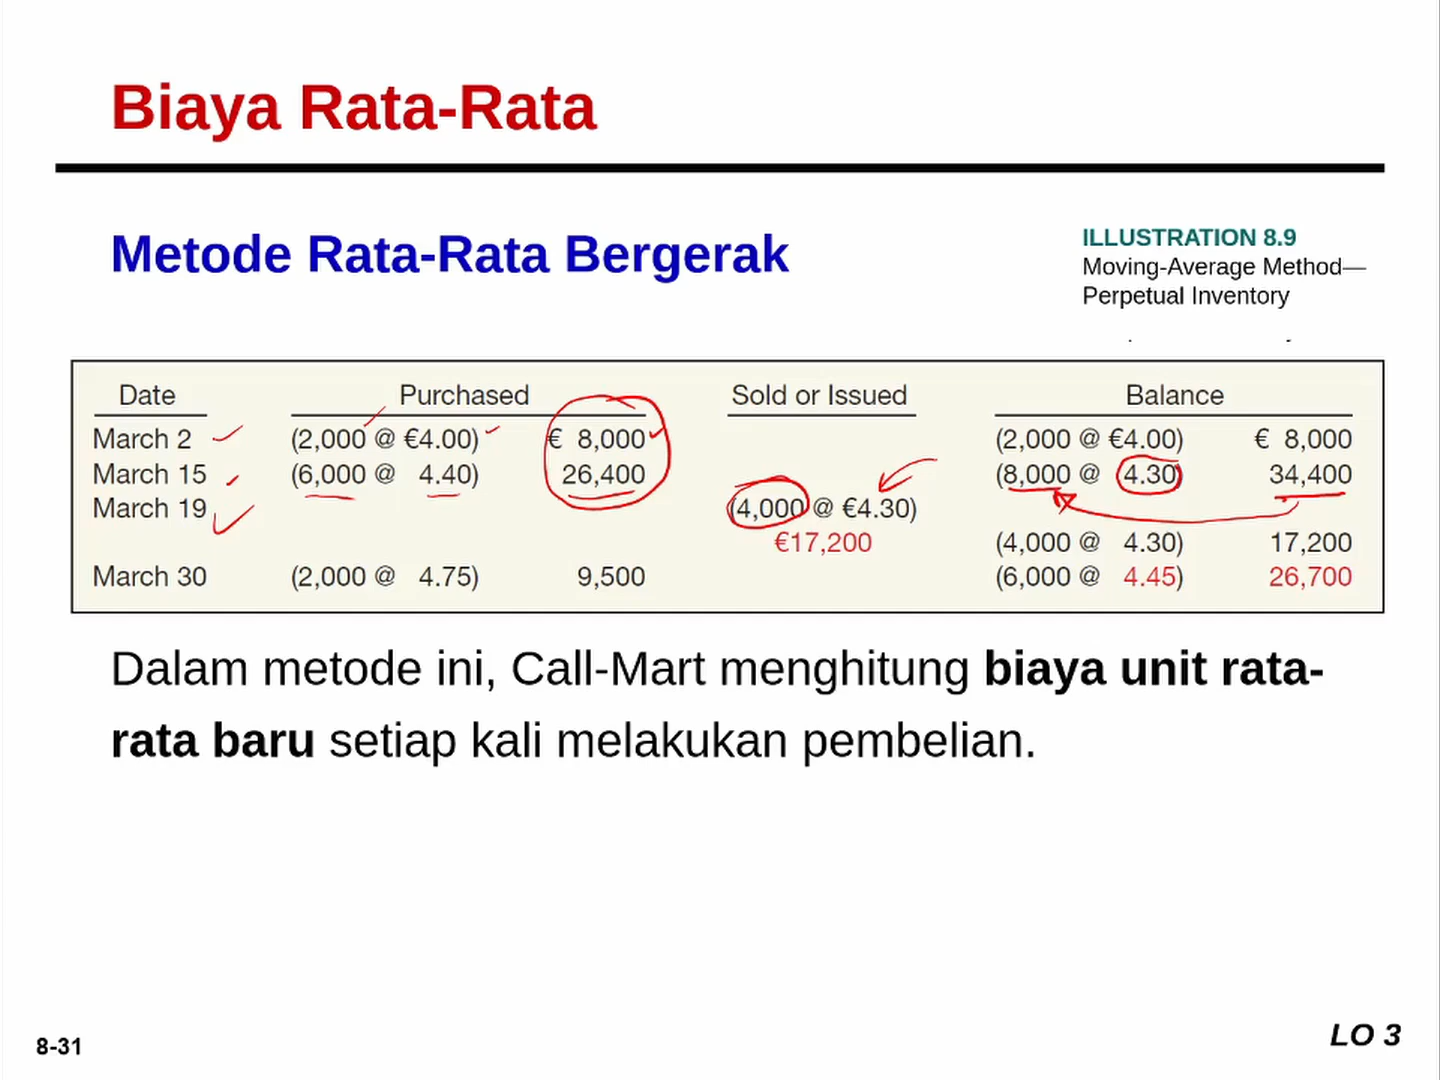 Biaya Rata-Rata
Metode Rata-Rata Bergerak
ILLUSTRATION 8.9
Moving-Average Method—
Perpetual Inventory
Date Purchased Sold or Issued Balance
March 2 (2,000 @ €4.00) € 8,000 (2,000 @ €4.00) € 8,000
March 15 (6,000 @ 4.40) 26,400 (8,000 @ 4.30) 34,400
March 19 (4,000 @ €4.30)
€17,200 (4,000 @ 4.30) 17,200
March 30 (2,000 @ 4.75) 9,500 (6,000 @ 4.45) 26,700
Dalam metode ini, Call-Mart menghitung biaya unit rata-
rata baru setiap kali melakukan pembelian.
8-31
LO 3